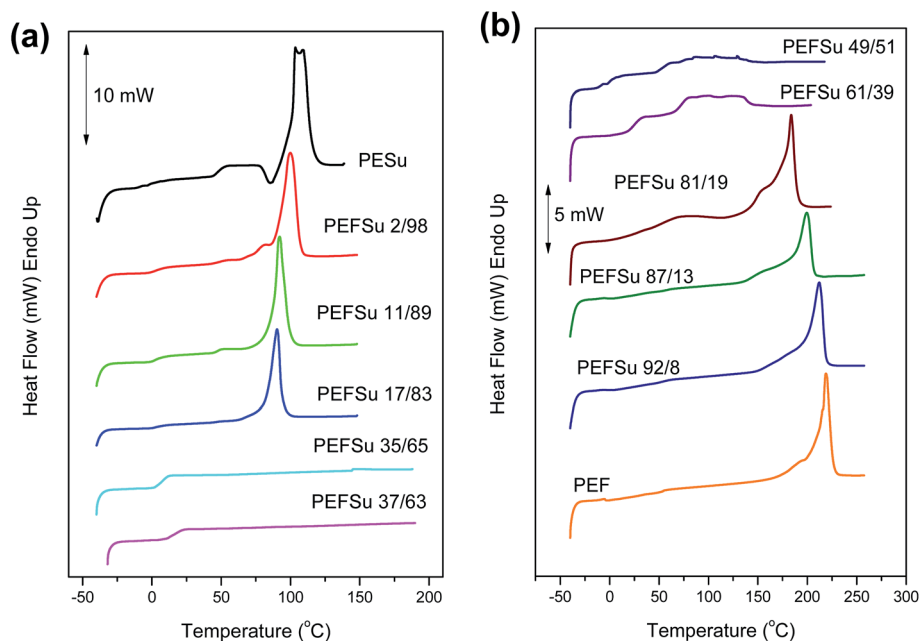 (a)
10 mW
PESu
PEFSu 2/98
PEFSu 11/89
PEFSu 17/83
PEFSu 35/65
PEFSu 37/63
Heat Flow (mW) Endo Up
-50 0 50 100 150 200
Temperature (°C)
(b)
PEFSu 49/51
PEFSu 61/39
PEFSu 81/19
5 mW
PEFSu 87/13
PEFSu 92/8
PEF
Heat Flow (mW) Endo Up
-50 0 50 100 150 200 250 300
Temperature (°C)